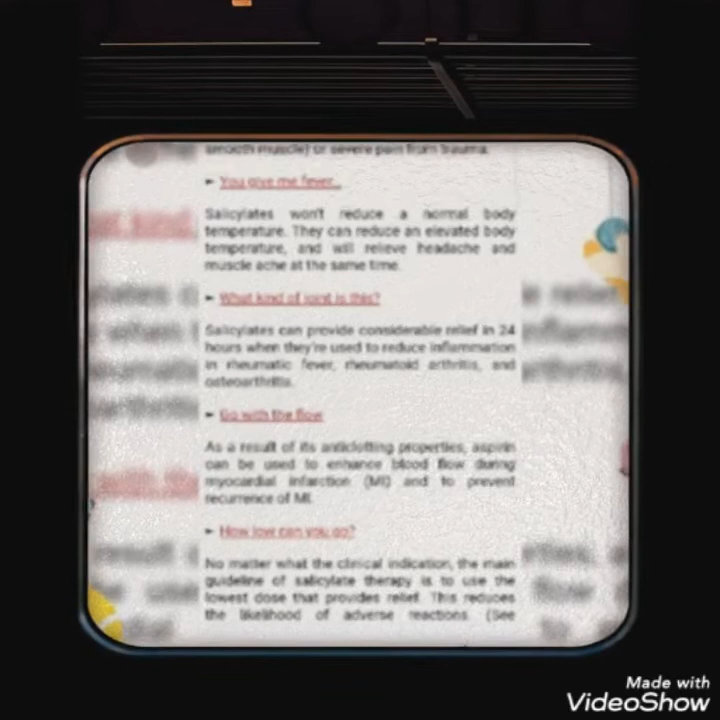 smooth muscle) or severe pain from trauma.
► You give me fever...
Salicylates won't reduce a normal body
temperature. They can reduce an elevated body
temperature, and will relieve headache and
muscle ache at the same time.
► What kind of joint is this?
Salicylates can provide considerable relief in 24
hours when they're used to reduce inflammation
in rheumatic fever, rheumatoid arthritis, and
osteoarthritis.
► Go with the flow
As a result of its anticlotting properties, aspirin
can be used to enhance blood flow during
myocardial infarction (MI) and to prevent
recurrence of MI.
► How low can you go?
No matter what the clinical indication, the main
guideline of salicylate therapy is to use the
lowest dose that provides relief. This reduces
the likelihood of adverse reactions. (See
Made with
VideoShow